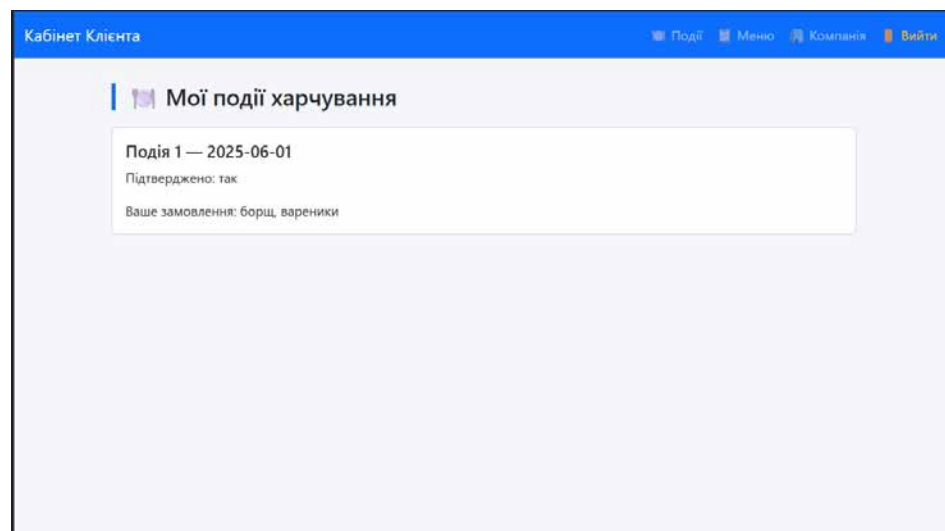 Кабінет Клієнта
Події Меню Компанія Вийти
Мої події харчування
Подія 1 — 2025-06-01
Підтверджено: так
Ваше замовлення: борщ, вареники